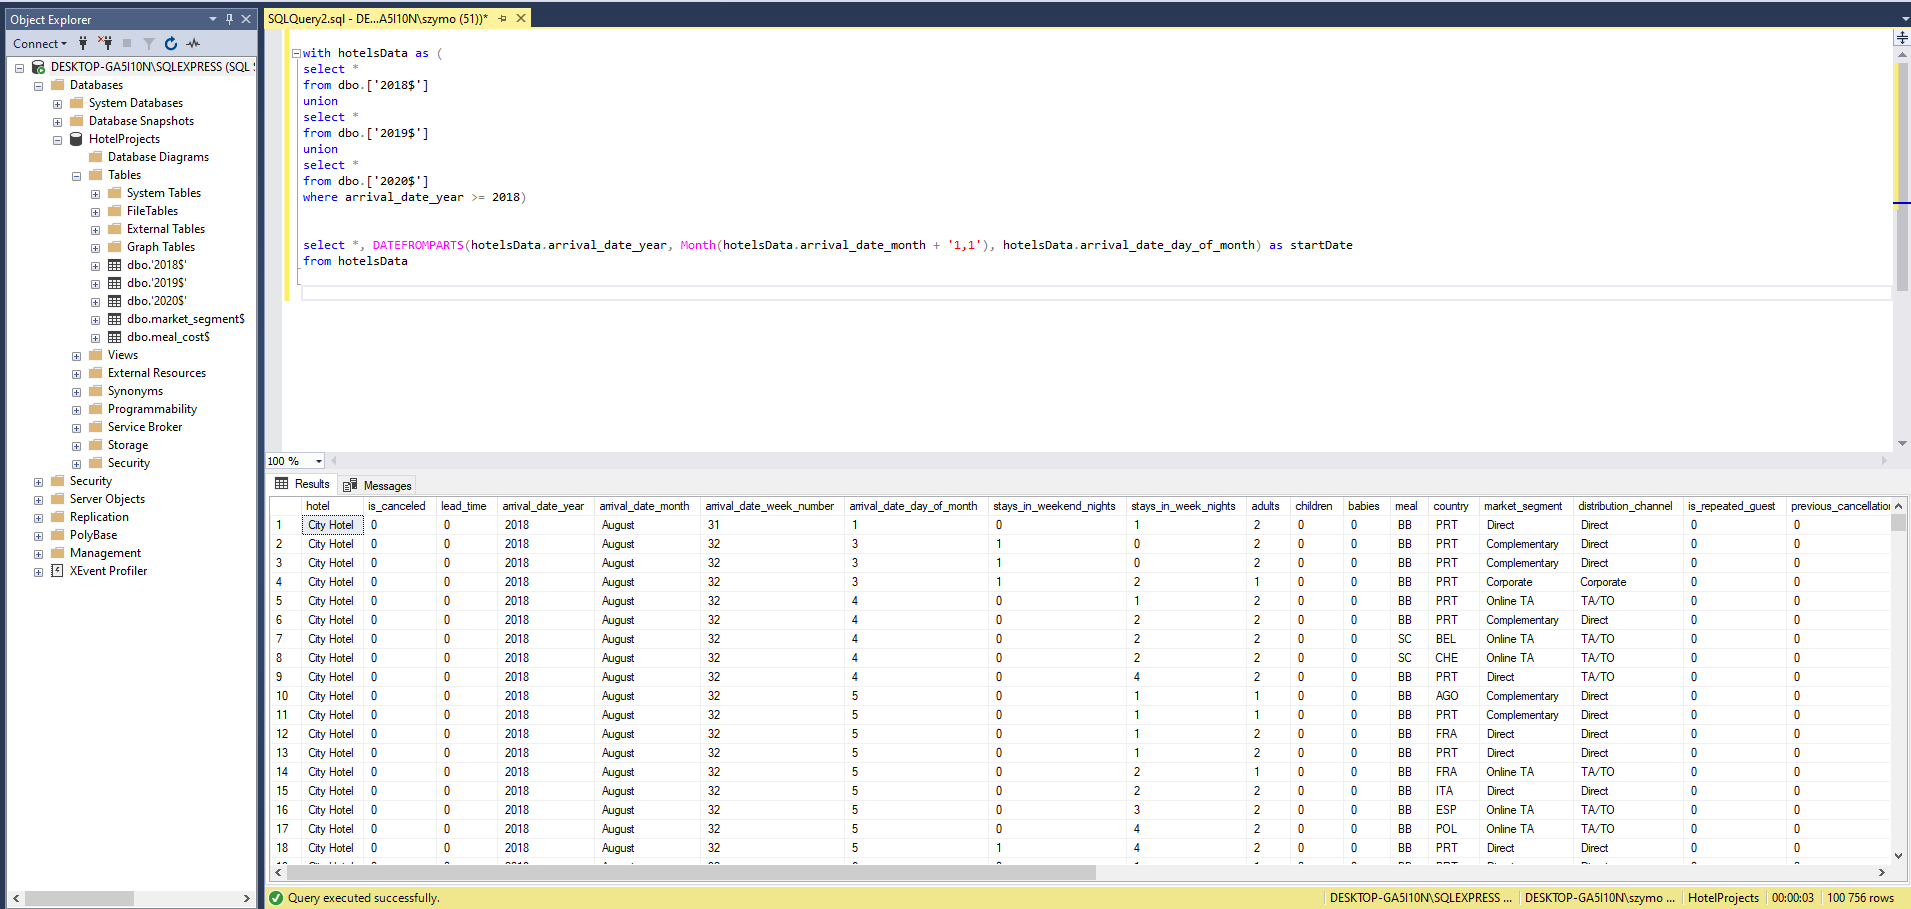 Object Explorer
SQLQuery2.sql - DE...A5I10N\szymo (51))*
Connect
DESKTOP-GA5I10N\SQLEXPRESS (SQL
Databases
System Databases
Database Snapshots
HotelProjects
Database Diagrams
Tables
System Tables
FileTables
External Tables
Graph Tables
dbo.'2018$'
dbo.'2019$'
dbo.'2020$'
dbo.market_segment$
dbo.meal_cost$
Views
External Resources
Synonyms
Programmability
Service Broker
Storage
Security
Security
Server Objects
Replication
PolyBase
Management
XEvent Profiler
with hotelsData as (
select *
from dbo.['2018$']
union
select *
from dbo.['2019$']
union
select *
from dbo.['2020$']
where arrival_date_year >= 2018)
select *, DATEFROMPARTS(hotelsData.arrival_date_year, Month(hotelsData.arrival_date_month + '1,1'), hotelsData.arrival_date_day_of_month) as startDate
from hotelsData
100 %
Results Messages
hotel is_canceled lead_time arrival_date_year arrival_date_month arrival_date_week_number arrival_date_day_of_month stays_in_weekend_nights stays_in_week_nights adults children babies meal country market_segment distribution_channel is_repeated_guest previous_cancellation
1 City Hotel 0 0 2018 August 31 1 0 1 2 0 0 BB PRT Direct Direct 0 0
2 City Hotel 0 0 2018 August 32 3 1 0 2 0 0 BB PRT Complementary Direct 0 0
3 City Hotel 0 0 2018 August 32 3 1 0 2 0 0 BB PRT Complementary Direct 0 0
4 City Hotel 0 0 2018 August 32 3 1 2 1 0 0 BB PRT Corporate Corporate 0 0
5 City Hotel 0 0 2018 August 32 4 0 1 2 0 0 BB PRT Online TA TA/TO 0 0
6 City Hotel 0 0 2018 August 32 4 0 2 2 0 0 BB PRT Complementary Direct 0 0
7 City Hotel 0 0 2018 August 32 4 0 2 2 0 0 SC BEL Online TA TA/TO 0 0
8 City Hotel 0 0 2018 August 32 4 0 2 2 0 0 SC CHE Online TA TA/TO 0 0
9 City Hotel 0 0 2018 August 32 4 0 4 2 0 0 BB PRT Direct TA/TO 0 0
10 City Hotel 0 0 2018 August 32 5 0 1 1 0 0 BB AGO Complementary Direct 0 0
11 City Hotel 0 0 2018 August 32 5 0 1 1 0 0 BB PRT Complementary Direct 0 0
12 City Hotel 0 0 2018 August 32 5 0 1 2 0 0 BB FRA Direct Direct 0 0
13 City Hotel 0 0 2018 August 32 5 0 1 2 0 0 BB PRT Direct Direct 0 0
14 City Hotel 0 0 2018 August 32 5 0 2 1 0 0 BB FRA Online TA TA/TO 0 0
15 City Hotel 0 0 2018 August 32 5 0 2 2 0 0 BB ITA Direct Direct 0 0
16 City Hotel 0 0 2018 August 32 5 0 3 2 0 0 BB ESP Online TA TA/TO 0 0
17 City Hotel 0 0 2018 August 32 5 0 4 2 0 0 BB POL Online TA TA/TO 0 0
18 City Hotel 0 0 2018 August 32 5 1 4 2 0 0 BB PRT Direct Direct 0 0
Query executed successfully.
DESKTOP-GA5I10N\SQLEXPRESS ... DESKTOP-GA5I10N\szymo ... HotelProjects 00:00:03 100 756 rows